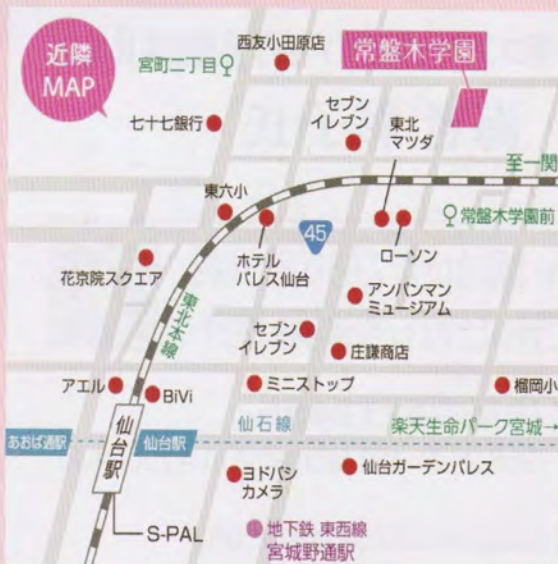 近隣
MAP
西友小田原店
宮町二丁目
常盤木学園
七十七銀行
セブン
イレブン
東北
マツダ
至一関
東六小
常盤木学園前
45
ホテル
パレス仙台
ローソン
花京院スクエア
アンパンマン
ミュージアム
東北本線
セブン
イレブン
庄謙商店
アエル
BiVi
ミニストップ
榴岡小
仙石線
楽天生命パーク宮城→
あおば通駅
仙台駅
仙台駅
ヨドバシ
カメラ
仙台ガーデンパレス
S-PAL
地下鉄 東西線
宮城野通駅